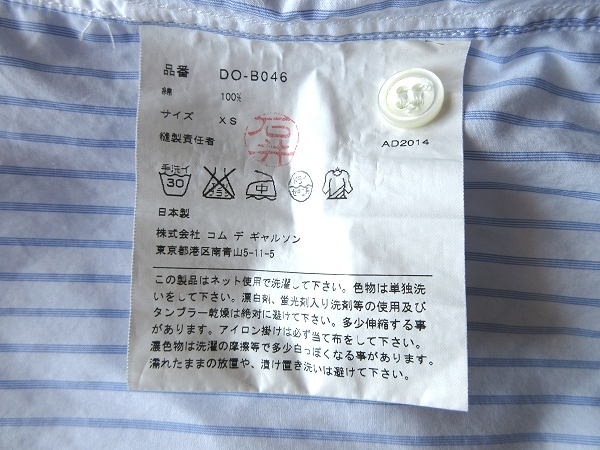 品番 DO-B046
綿 100%
サイズ XS
縫製責任者 石井
AD2014
手洗イ
30
中
日本製
株式会社 コム デ ギャルソン
東京都港区南青山5-11-5
この製品はネット使用で洗濯して下さい。色物は単独洗
いをして下さい。漂白剤、蛍光剤入り洗剤等の使用及び
タンブラー乾燥は絶対に避けて下さい。多少伸縮する事
があります。アイロン掛けは必ず当て布をして下さい。
濃色物は洗濯の摩擦等で多少白っぽくなる事があります。
濡れたままの放置や、漬け置き洗いは避けて下さい。